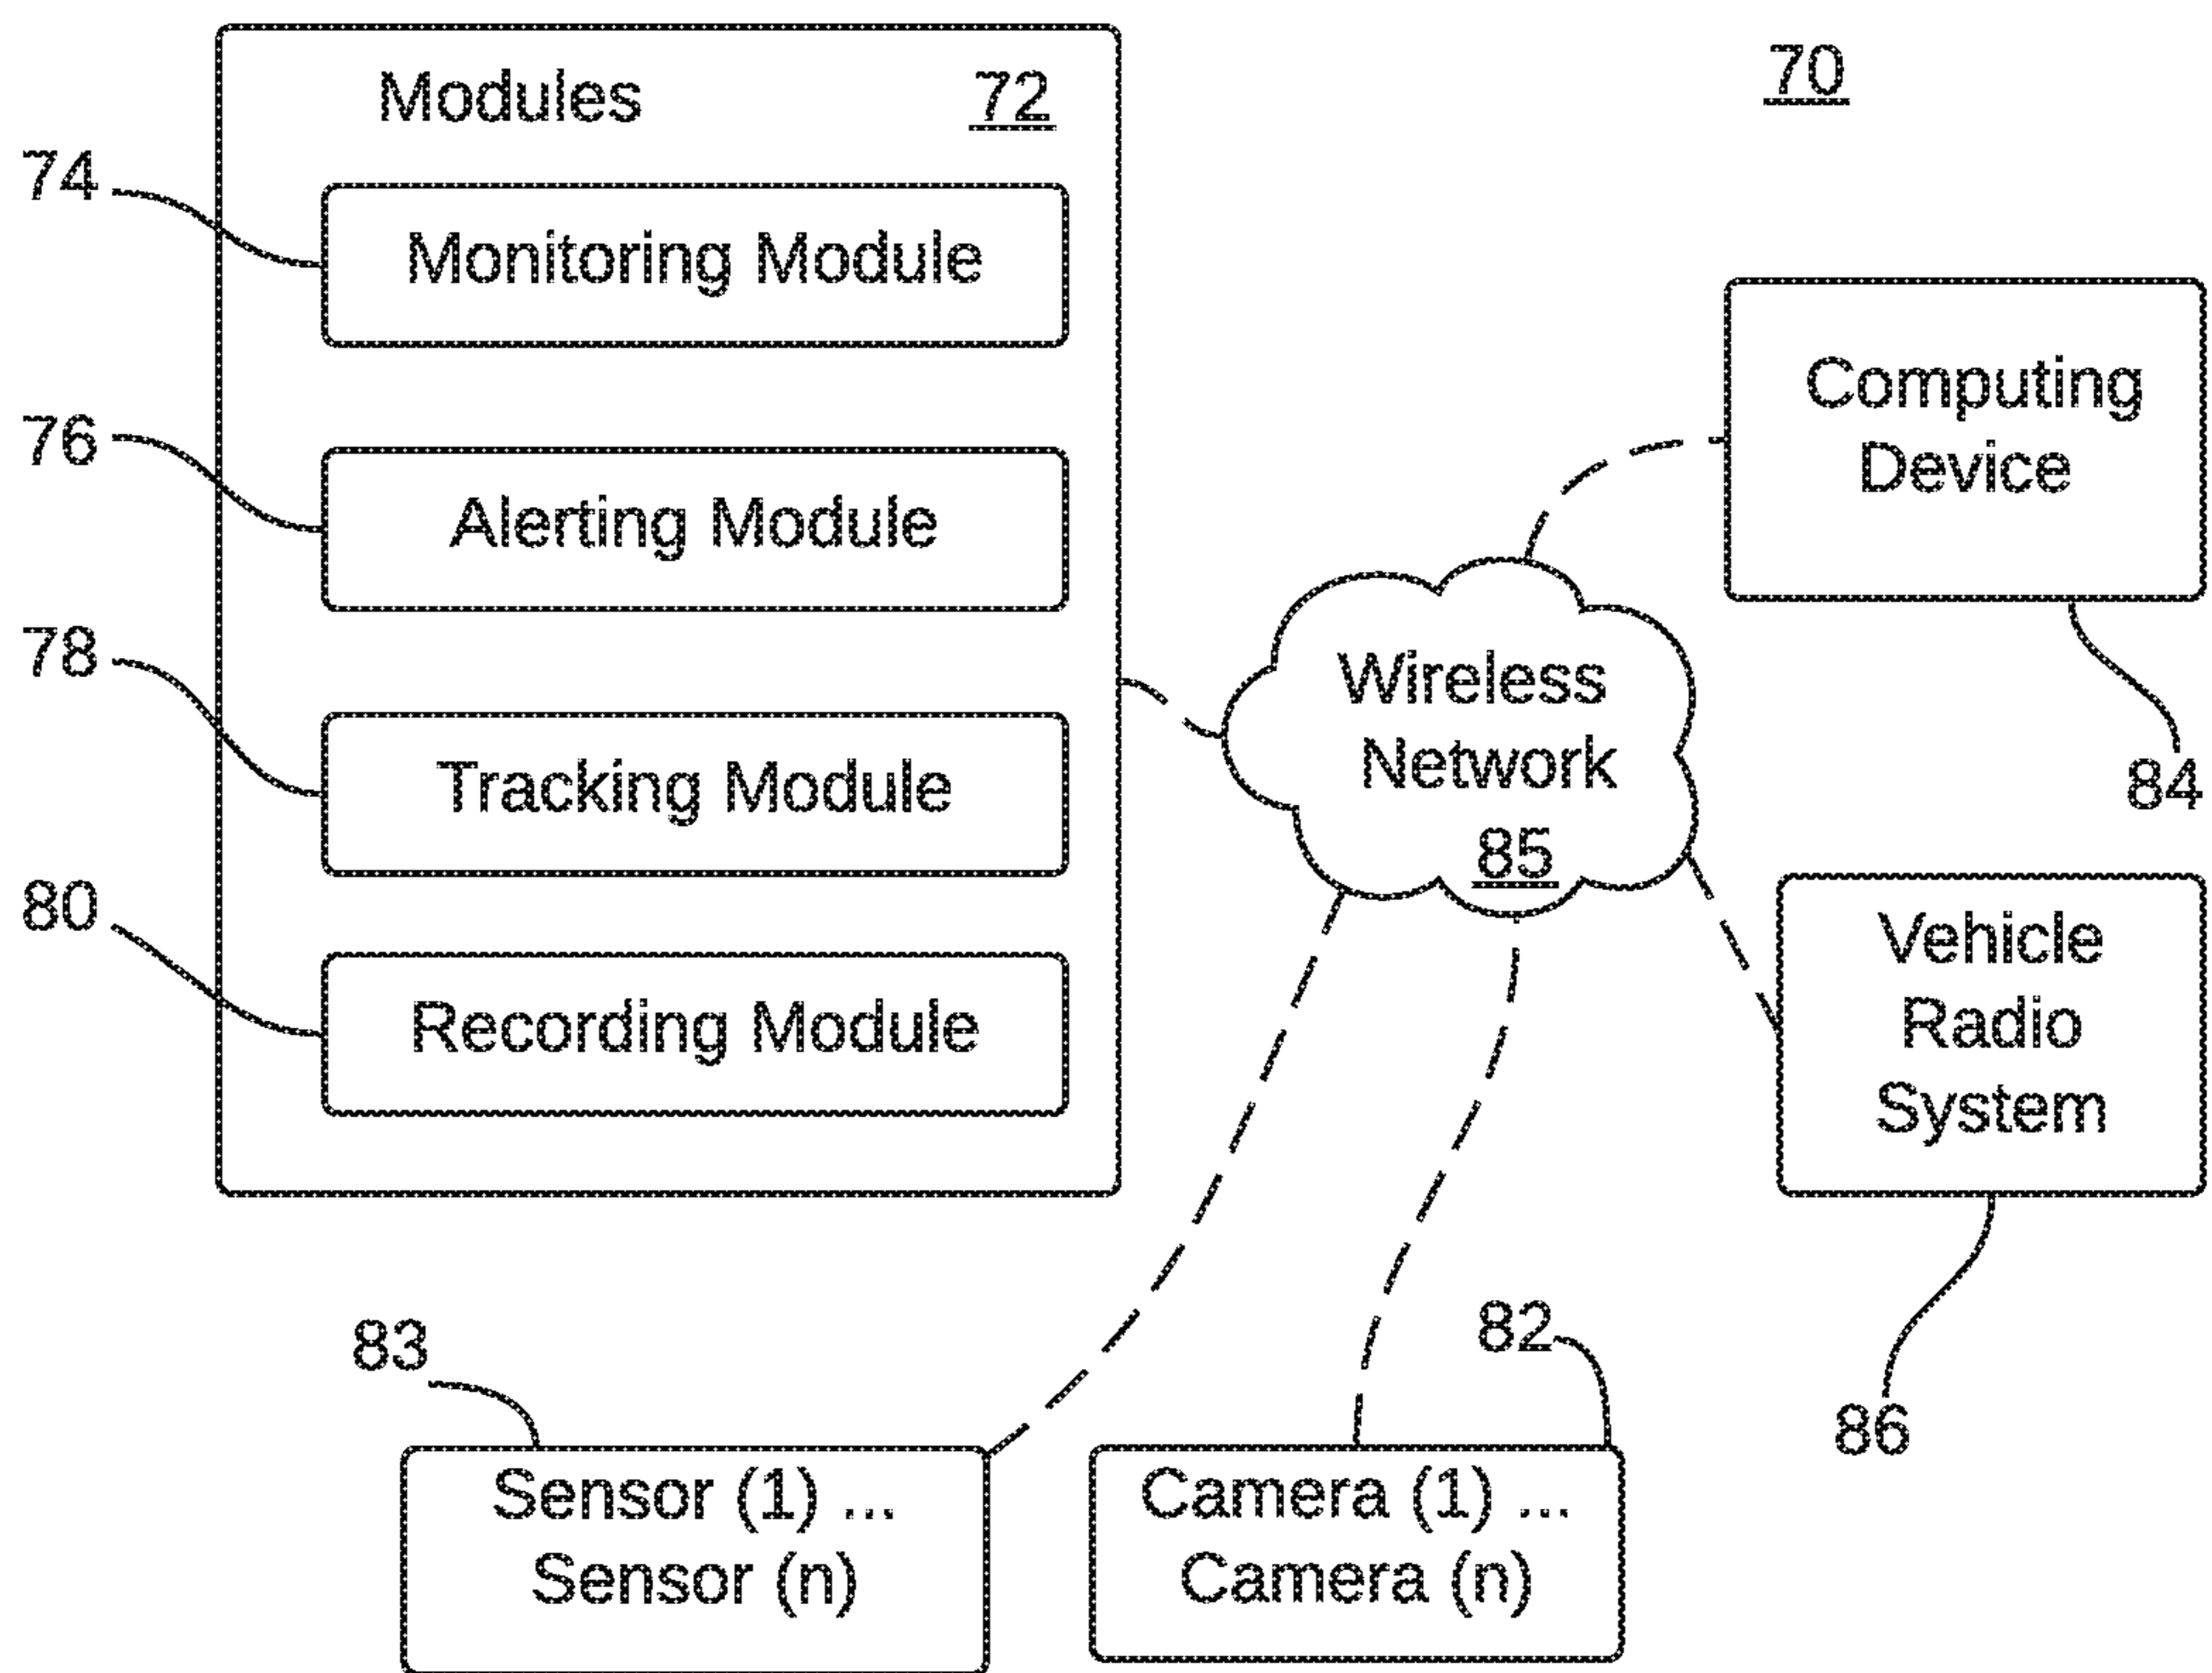 Modules 72
70
74
Monitoring Module
76
Alerting Module
78
Tracking Module
80
Recording Module
Computing
Device
84
Wireless
Network
85
Vehicle
Radio
System
86
83
Sensor (1) ...
Sensor (n)
82
Camera (1) ...
Camera (n)